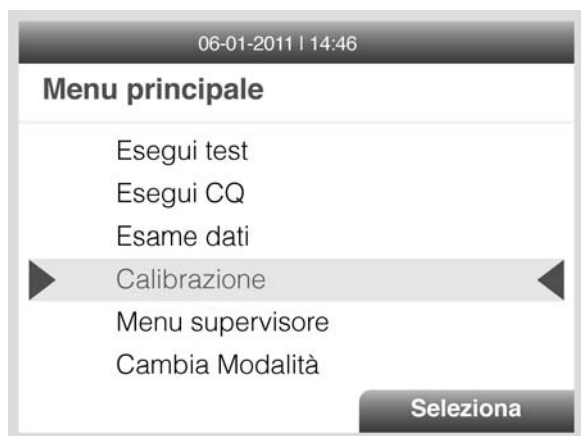 06-01-2011 | 14:46
Menu principale
Esegui test
Esegui CQ
Esame dati
Calibrazione
Menu supervisore
Cambia Modalità
Seleziona